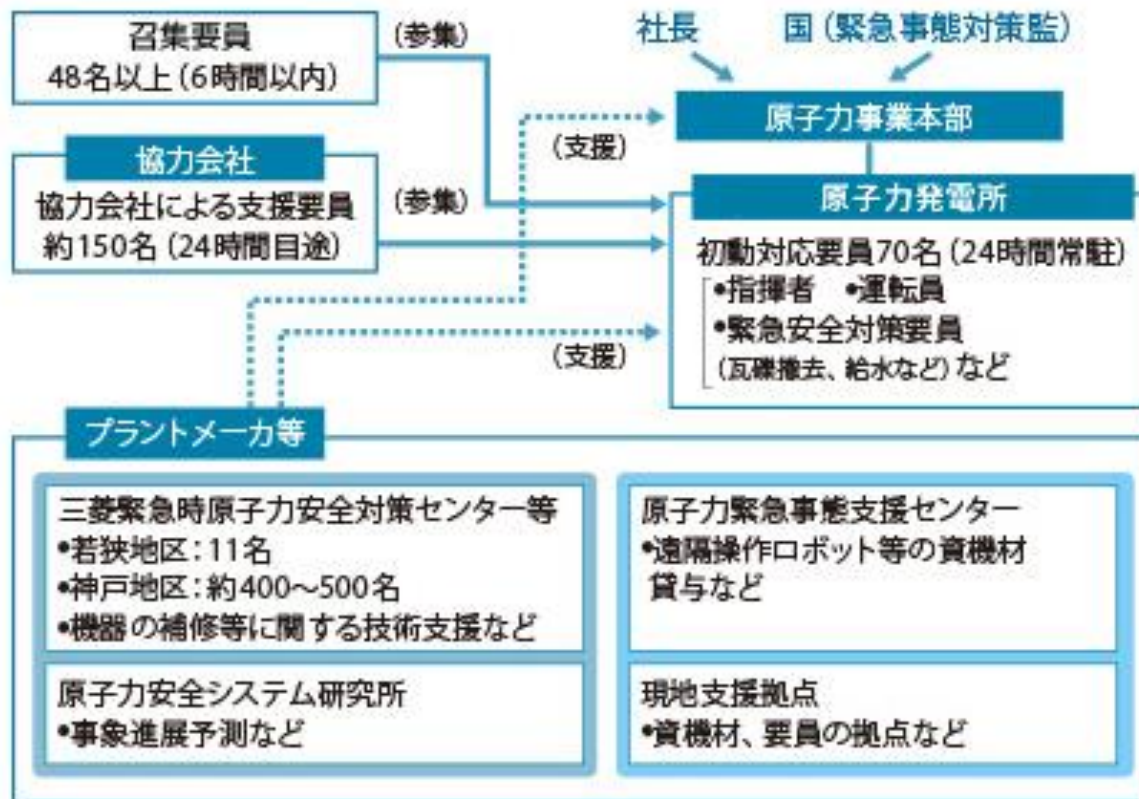 召集要員
48名以上(6時間以内)
(参集)
社長
国(緊急事態対策監)
原子力事業本部
(支援)
協力会社
協力会社による支援要員
約150名(24時間目途)
(参集)
原子力発電所
初動対応要員70名(24時間常駐)
•指揮者 •運転員
•緊急安全対策要員
(瓦礫撤去、給水など)など
(支援)
プラントメーカ等
三菱緊急時原子力安全対策センター等
•若狭地区:11名
•神戸地区:約400〜500名
•機器の補修等に関する技術支援など
原子力安全システム研究所
•事象進展予測など
原子力緊急事態支援センター
•遠隔操作ロボット等の資機材
貸与など
現地支援拠点
•資機材、要員の拠点など